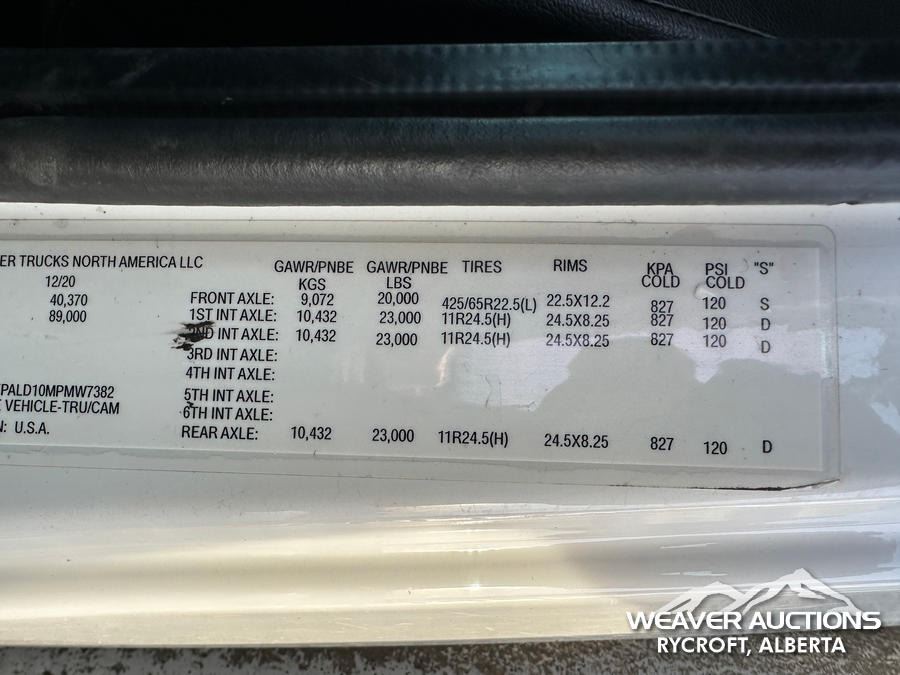 ER TRUCKS NORTH AMERICA LLC
12/20
40,370
89,000
PALD10MPMW7382
VEHICLE-TRU/CAM
N: U.S.A.
GAWR/PNBE KGS GAWR/PNBE LBS TIRES RIMS KPA COLD PSI COLD "S"
FRONT AXLE: 9,072 20,000 425/65R22.5(L) 22.5X12.2 827 120 S
1ST INT AXLE: 10,432 23,000 11R24.5(H) 24.5X8.25 827 120 D
2ND INT AXLE: 10,432 23,000 11R24.5(H) 24.5X8.25 827 120 D
3RD INT AXLE:
4TH INT AXLE:
5TH INT AXLE:
6TH INT AXLE:
REAR AXLE: 10,432 23,000 11R24.5(H) 24.5X8.25 827 120 D
WEAVER AUCTIONS
RYCROFT, ALBERTA